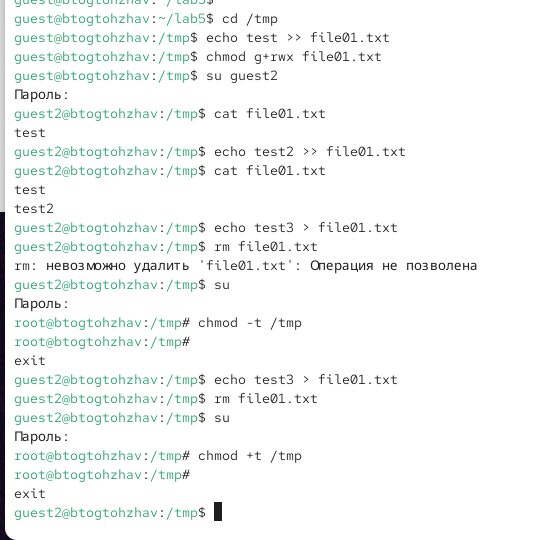 guest@btogtohzhav:~/lab5$
guest@btogtohzhav:~/lab5$ cd /tmp
guest@btogtohzhav:/tmp$ echo test >> file01.txt
guest@btogtohzhav:/tmp$ chmod g+rwx file01.txt
guest@btogtohzhav:/tmp$ su guest2
Пароль:
guest2@btogtohzhav:/tmp$ cat file01.txt
test
guest2@btogtohzhav:/tmp$ echo test2 >> file01.txt
guest2@btogtohzhav:/tmp$ cat file01.txt
test
test2
guest2@btogtohzhav:/tmp$ echo test3 > file01.txt
guest2@btogtohzhav:/tmp$ rm file01.txt
rm: невозможно удалить 'file01.txt': Операция не позволена
guest2@btogtohzhav:/tmp$ su
Пароль:
root@btogtohzhav:/tmp# chmod -t /tmp
root@btogtohzhav:/tmp#
exit
guest2@btogtohzhav:/tmp$ echo test3 > file01.txt
guest2@btogtohzhav:/tmp$ rm file01.txt
guest2@btogtohzhav:/tmp$ su
Пароль:
root@btogtohzhav:/tmp# chmod +t /tmp
root@btogtohzhav:/tmp#
exit
guest2@btogtohzhav:/tmp$